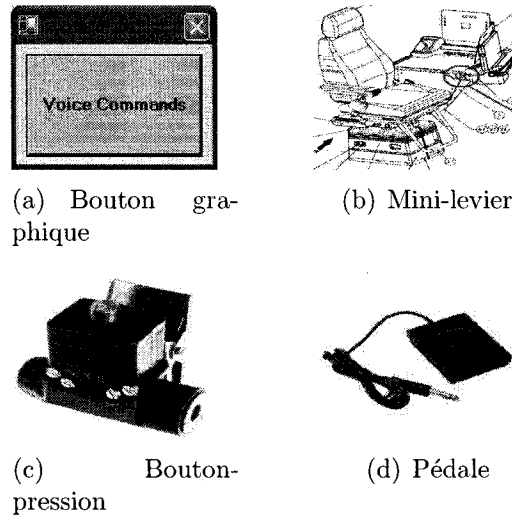 Voice Commands
(a) Bouton gra-
phique
(b) Mini-levier
(c) Bouton-
pression
(d) Pédale